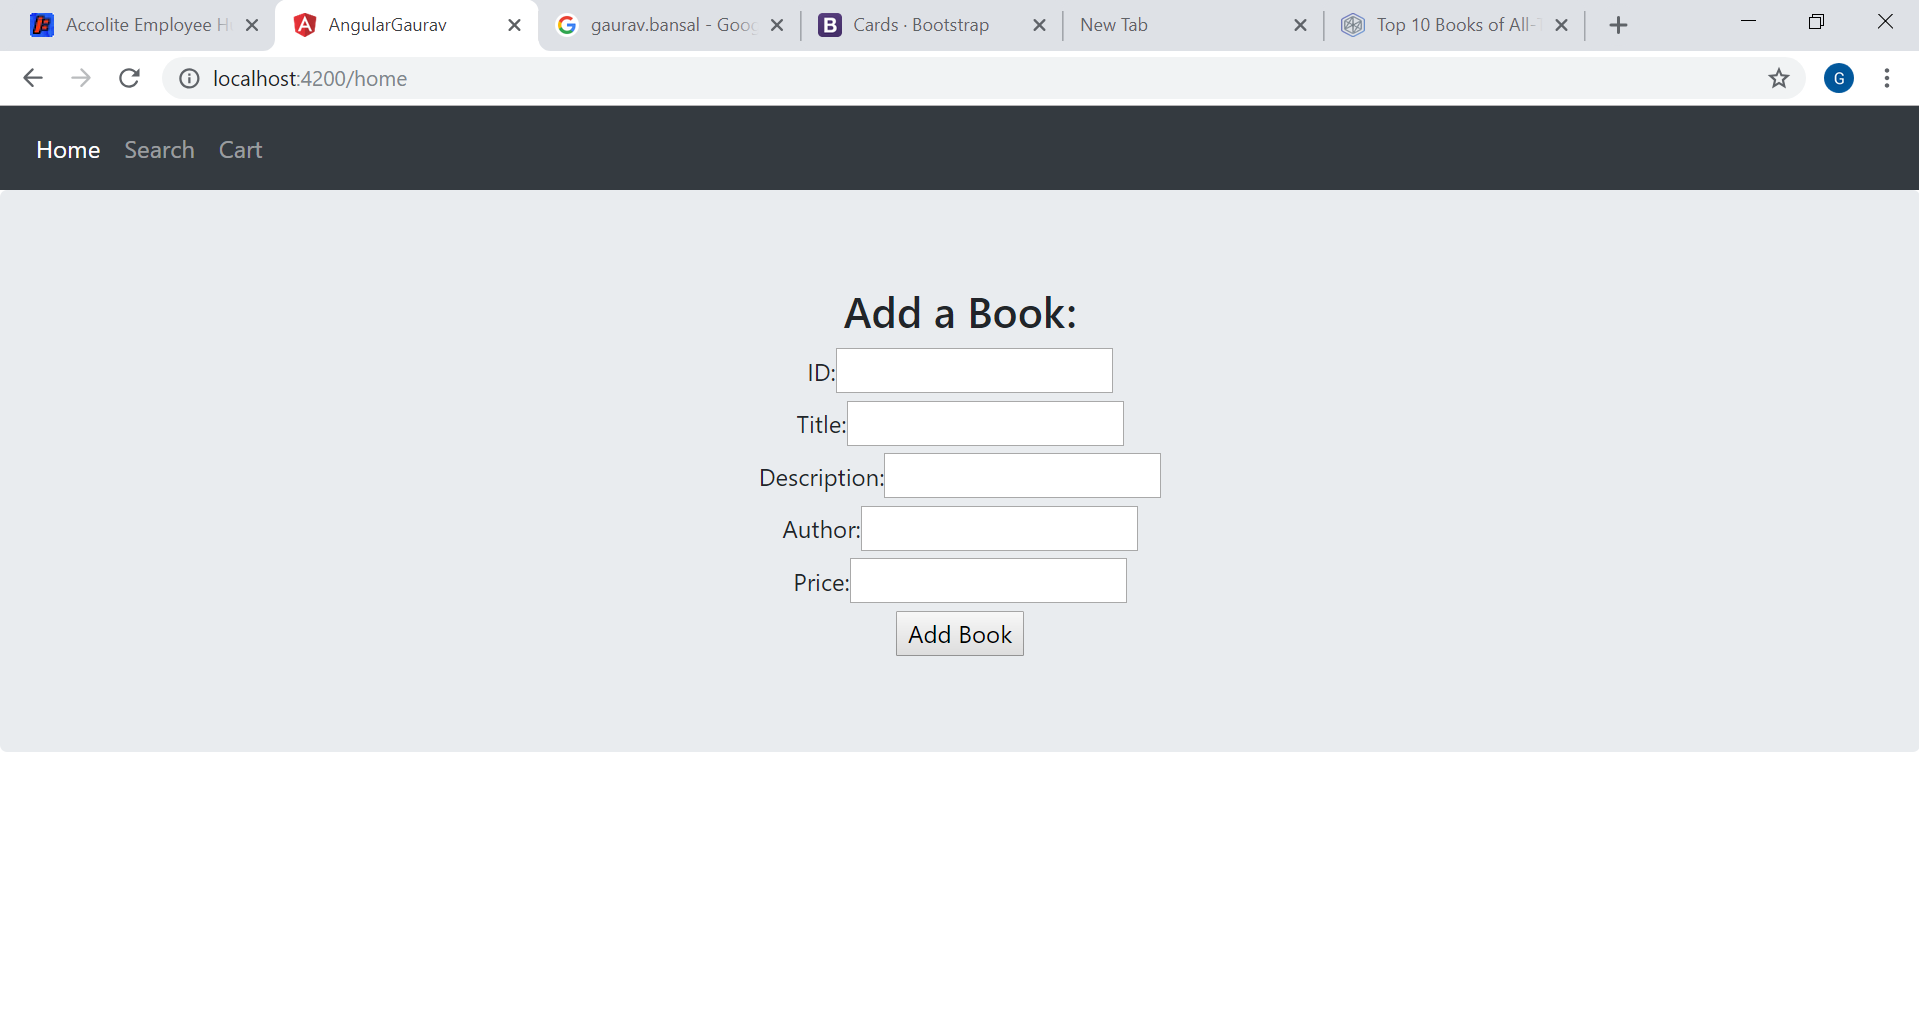 Accolite Employee H
AngularGaurav
gaurav.bansal - Goog
B
Cards · Bootstrap
New Tab
Top 10 Books of All-T
localhost:4200/home
G
Home
Search
Cart
Add a Book:
ID:
Title:
Description:
Author:
Price:
Add Book